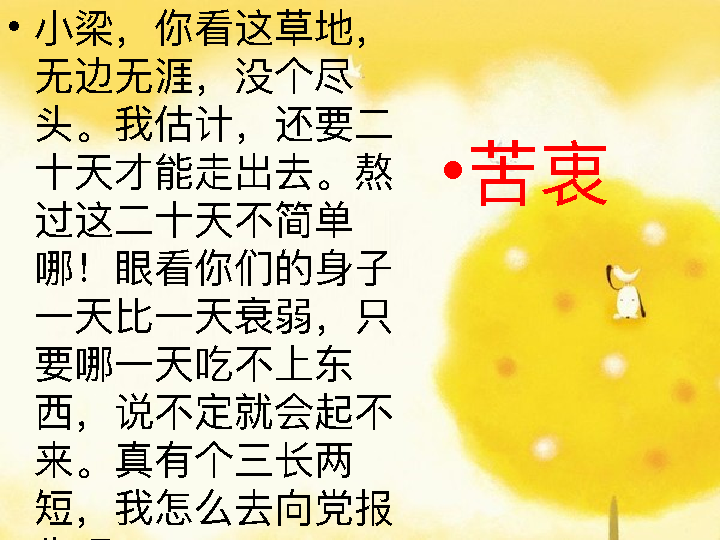 小梁，你看这草地，
无边无涯，没个尽
头。我估计，还要二
十天才能走出去。熬
过这二十天不简单
哪！眼看你们的身子
一天比一天衰弱，只
要哪一天吃不上东
西，说不定就会起不
来。真有个三长两
短，我怎么去向党报
苦衷